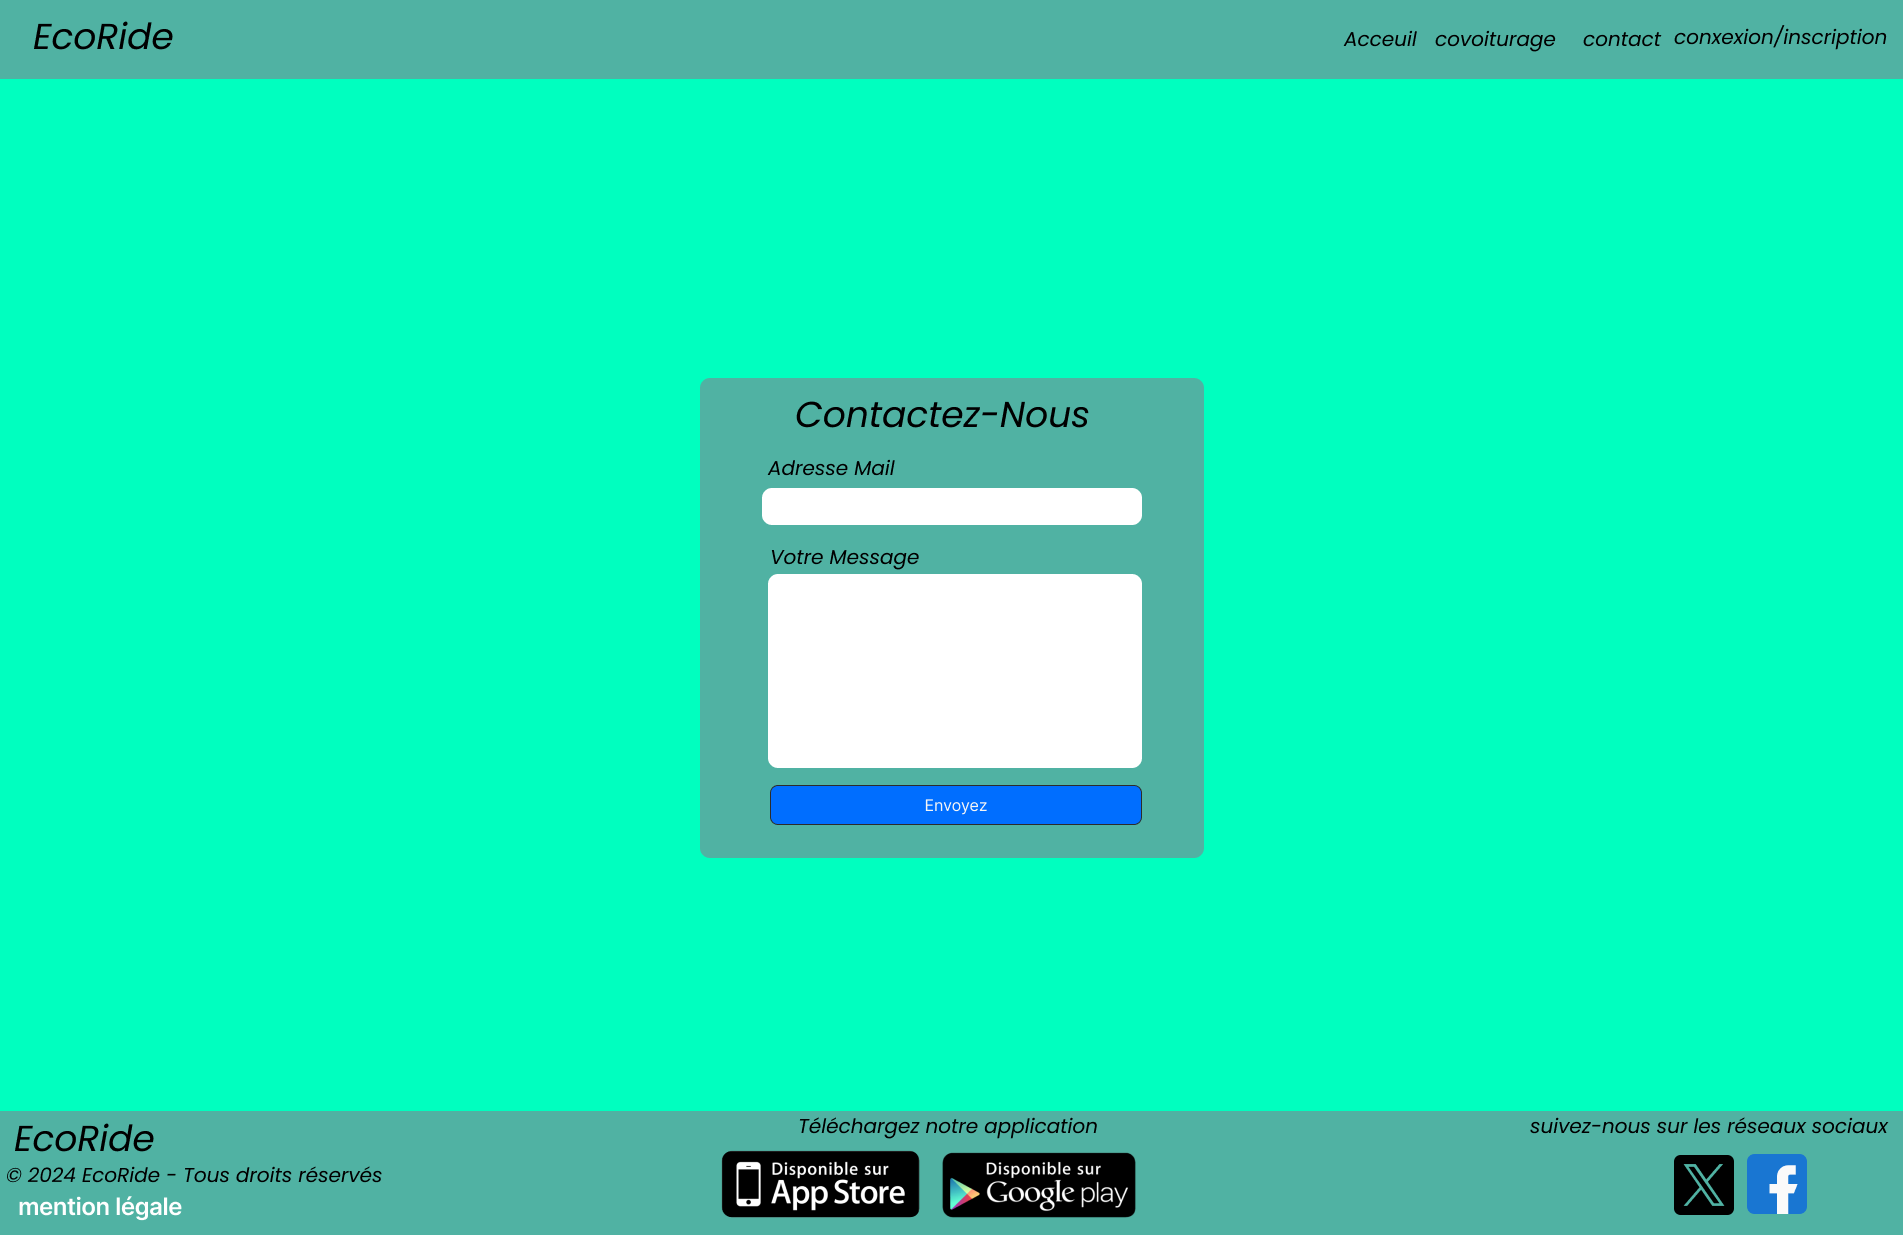 EcoRide
Acceuil covoiturage contact conxexion/inscription
Contactez-Nous
Adresse Mail
Votre Message
Envoyez
EcoRide
© 2024 EcoRide - Tous droits réservés
mention légale
Téléchargez notre application
Disponible sur
App Store
Disponible sur
Google play
suivez-nous sur les réseaux sociaux